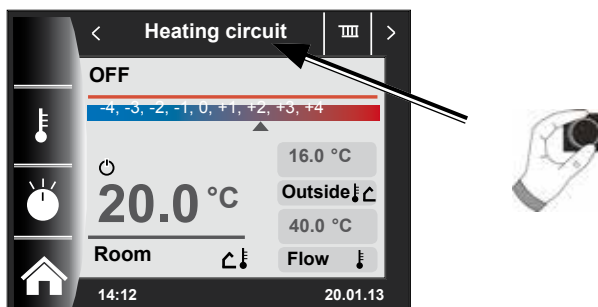 < Heating circuit >
OFF
-4, -3, -2, -1, 0, +1, +2, +3, +4
16.0 °C
20.0 °C
Outside
40.0 °C
Room
Flow
14:12
20.01.13